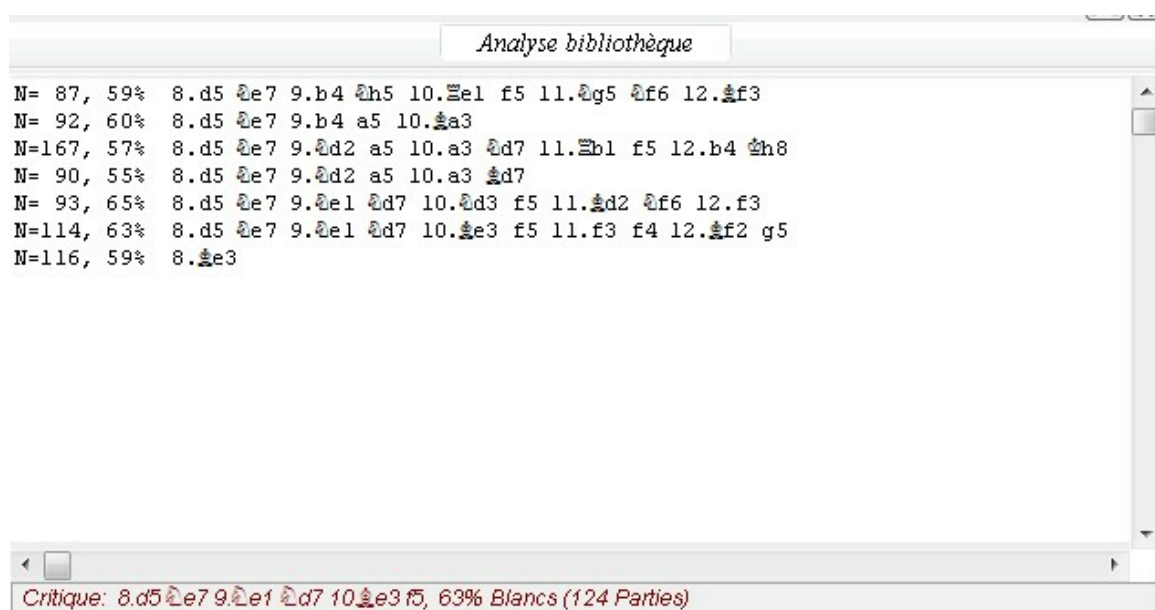 Analyse bibliothèque
N= 87, 59% 8.d5 ♘e7 9.b4 ♘h5 10.♖e1 f5 11.♘g5 ♘f6 12.♗f3
N= 92, 60% 8.d5 ♘e7 9.b4 a5 10.♗a3
N=167, 57% 8.d5 ♘e7 9.♘d2 a5 10.a3 ♘d7 11.♖b1 f5 12.b4 ♔h8
N= 90, 55% 8.d5 ♘e7 9.♘d2 a5 10.a3 ♗d7
N= 93, 65% 8.d5 ♘e7 9.♘e1 ♘d7 10.♘d3 f5 11.♗d2 ♘f6 12.f3
N=114, 63% 8.d5 ♘e7 9.♘e1 ♘d7 10.♗e3 f5 11.f3 f4 12.♗f2 g5
N=116, 59% 8.♗e3
Critique: 8.d5 ♘e7 9.♘e1 ♘d7 10♗e3 f5, 63% Blancs (124 Parties)